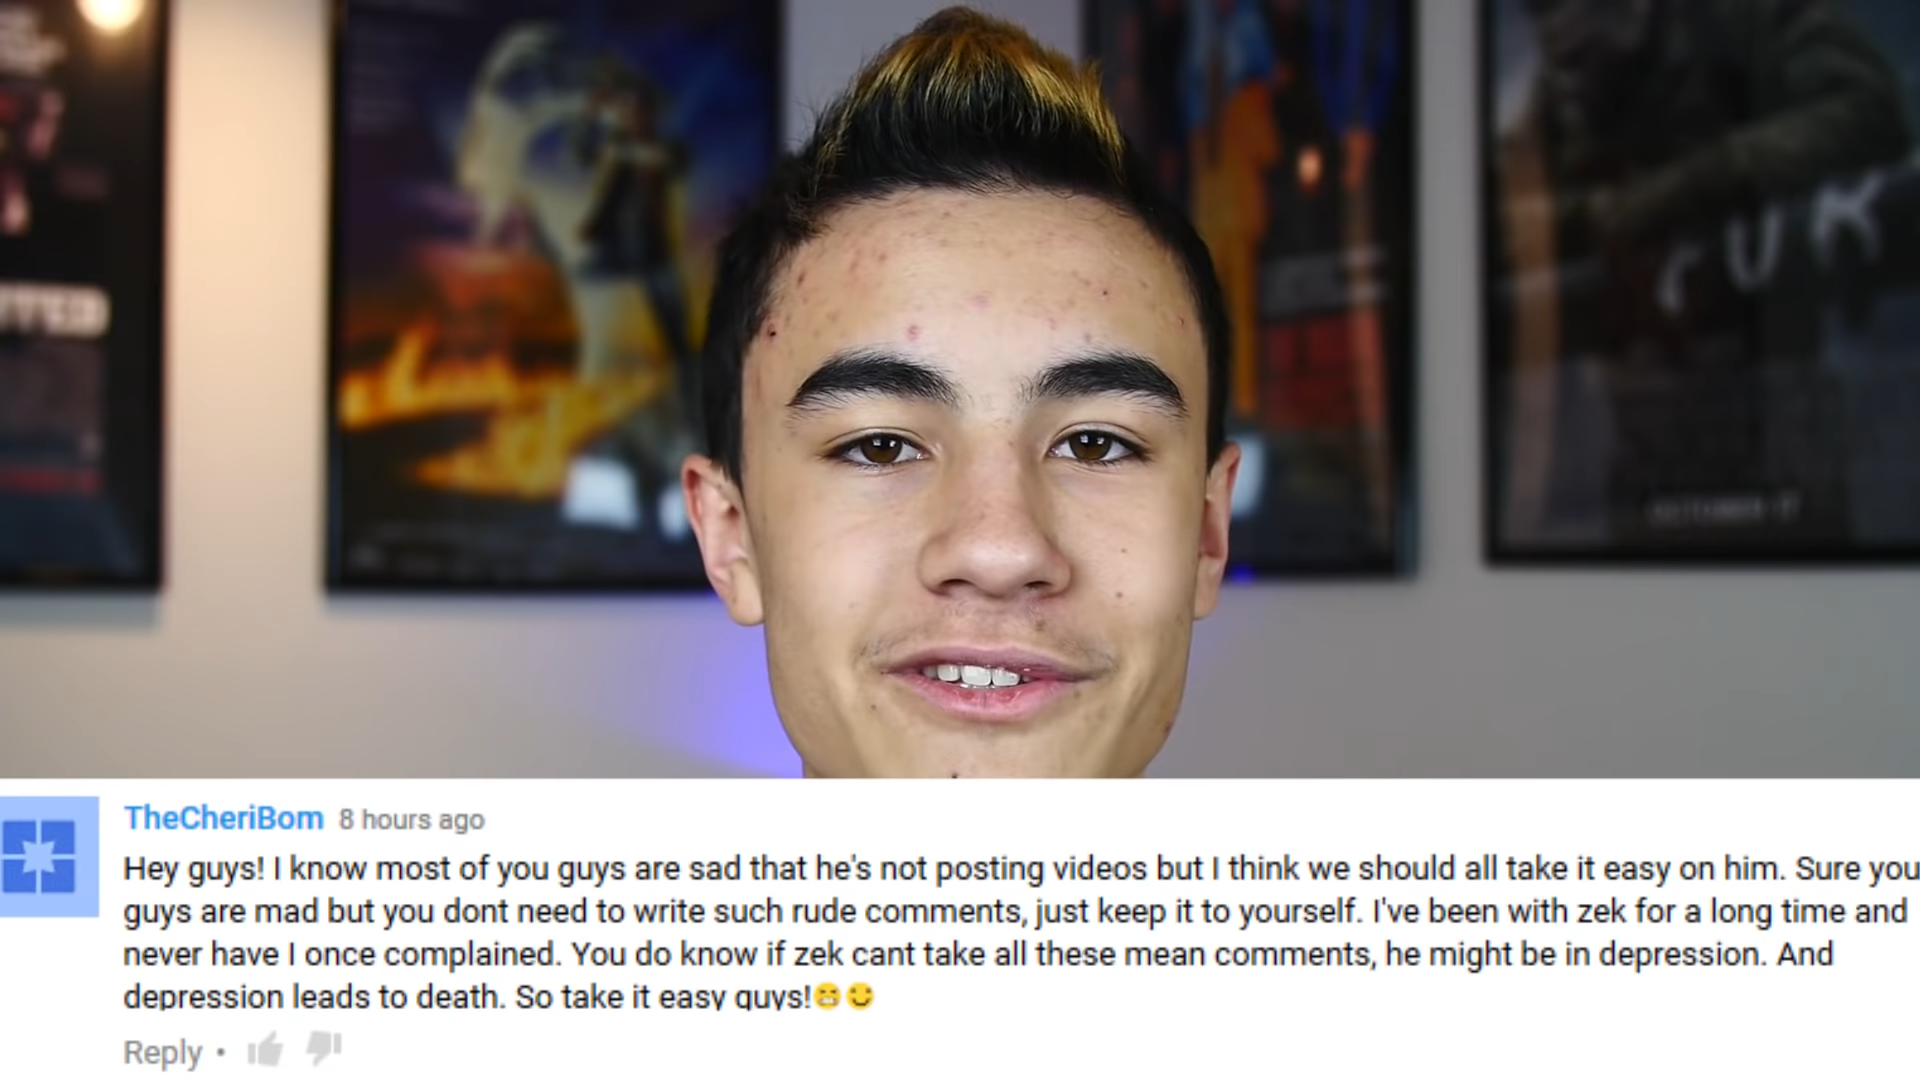 TheCheriBom 8 hours ago
Hey guys! I know most of you guys are sad that he's not posting videos but I think we should all take it easy on him. Sure you
guys are mad but you dont need to write such rude comments, just keep it to yourself. I've been with zek for a long time and
never have I once complained. You do know if zek cant take all these mean comments, he might be in depression. And
depression leads to death. So take it easy guys!😁😊
Reply •